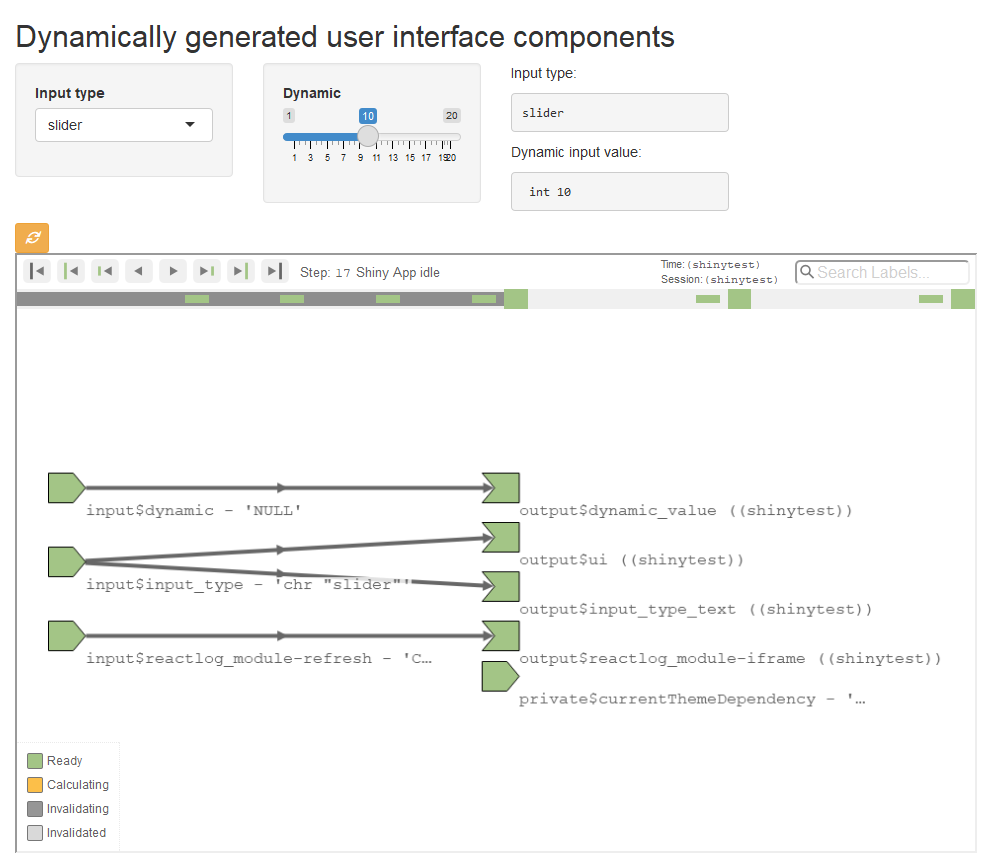 Dynamically generated user interface components
Input type
slider
Dynamic
1 10 20
1 3 5 7 9 11 13 15 17 19 20
Input type:
slider
Dynamic input value:
int 10
Step: 17 Shiny App idle
Time: (shinytest)
Session: (shinytest)
Search Labels...
input$dynamic - 'NULL'
output$dynamic_value ((shinytest))
output$ui ((shinytest))
input$input_type - 'chr "slider"'
output$input_type_text ((shinytest))
input$reactlog_module-refresh - 'C…
output$reactlog_module-iframe ((shinytest))
private$currentThemeDependency - '…
Ready
Calculating
Invalidating
Invalidated